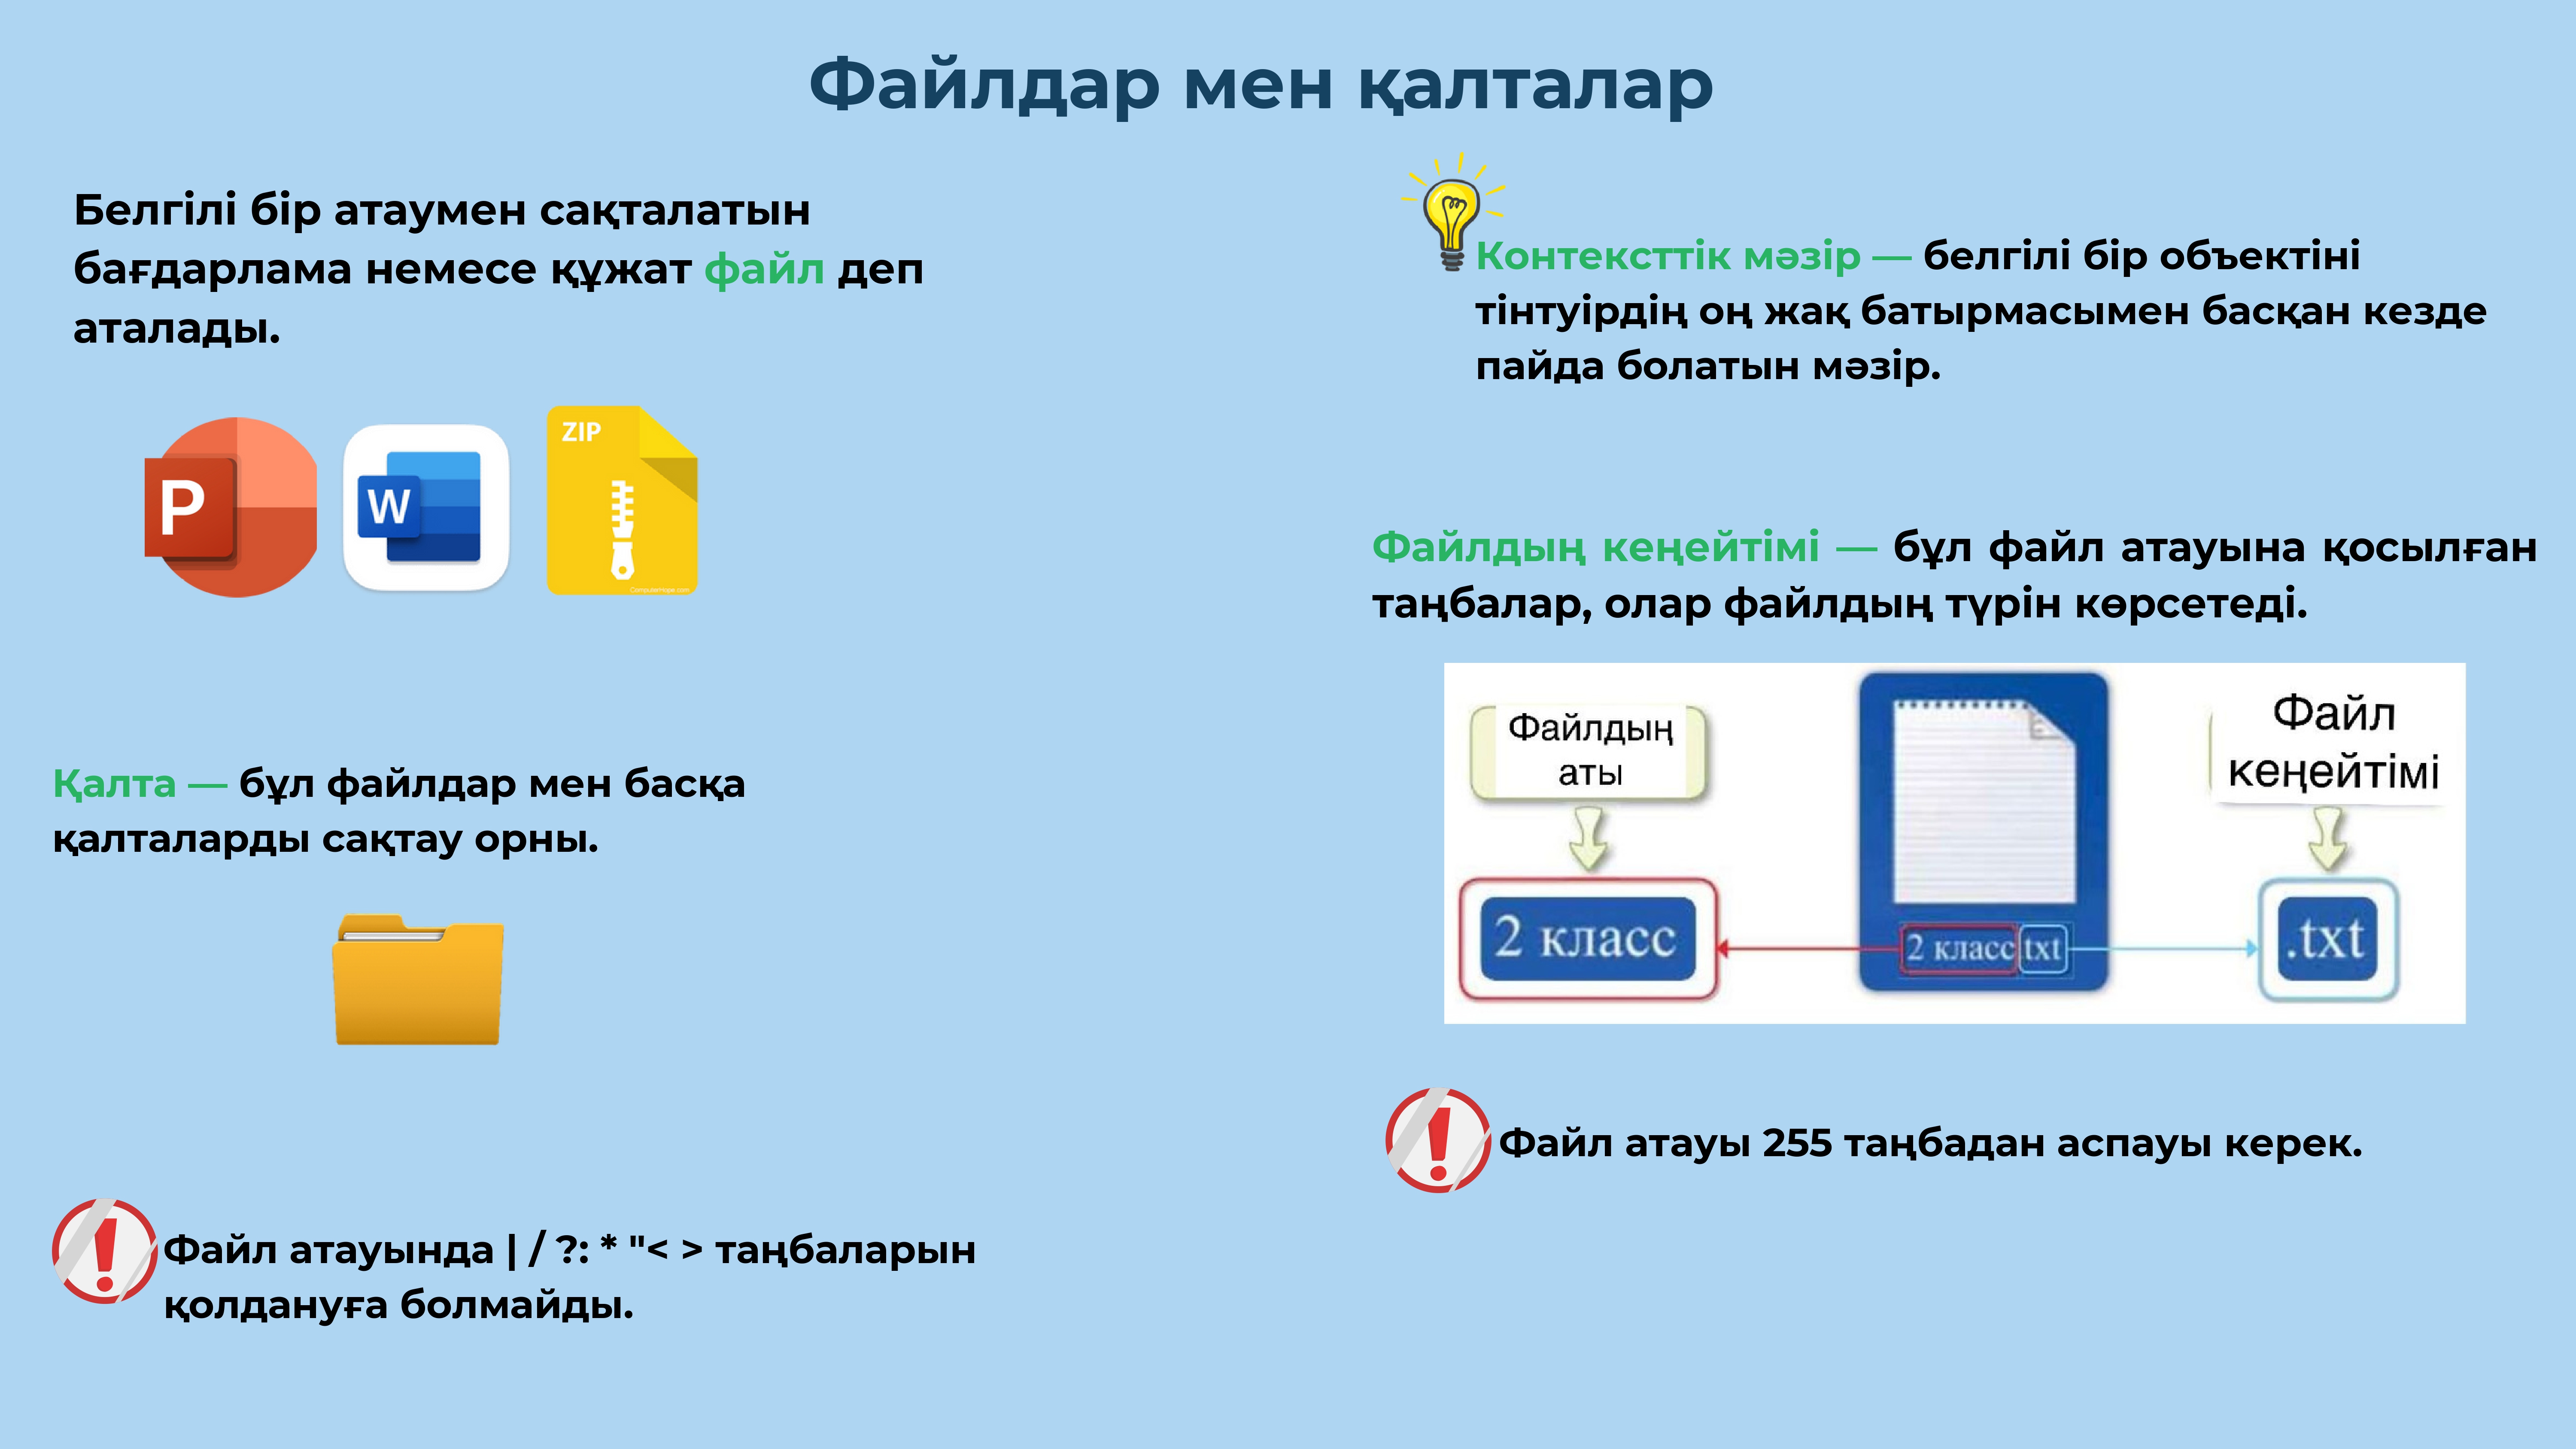 Файлдар мен қалталар
Белгілі бір атаумен сақталатын
бағдарлама немесе құжат файл деп
аталады.
P
W
ZIP
ComputerHope.com
Қалта — бұл файлдар мен басқа
қалталарды сақтау орны.
Файл атауында | / ?: * "< > таңбаларын
қолдануға болмайды.
Контексттік мәзір — белгілі бір объектіні
тінтуірдің оң жақ батырмасымен басқан кезде
пайда болатын мәзір.
Файлдың кеңейтімі — бұл файл атауына қосылған
таңбалар, олар файлдың түрін көрсетеді.
Файлдың
аты
Файл
кеңейтімі
2 класс
2 класс txt
.txt
Файл атауы 255 таңбадан аспауы керек.